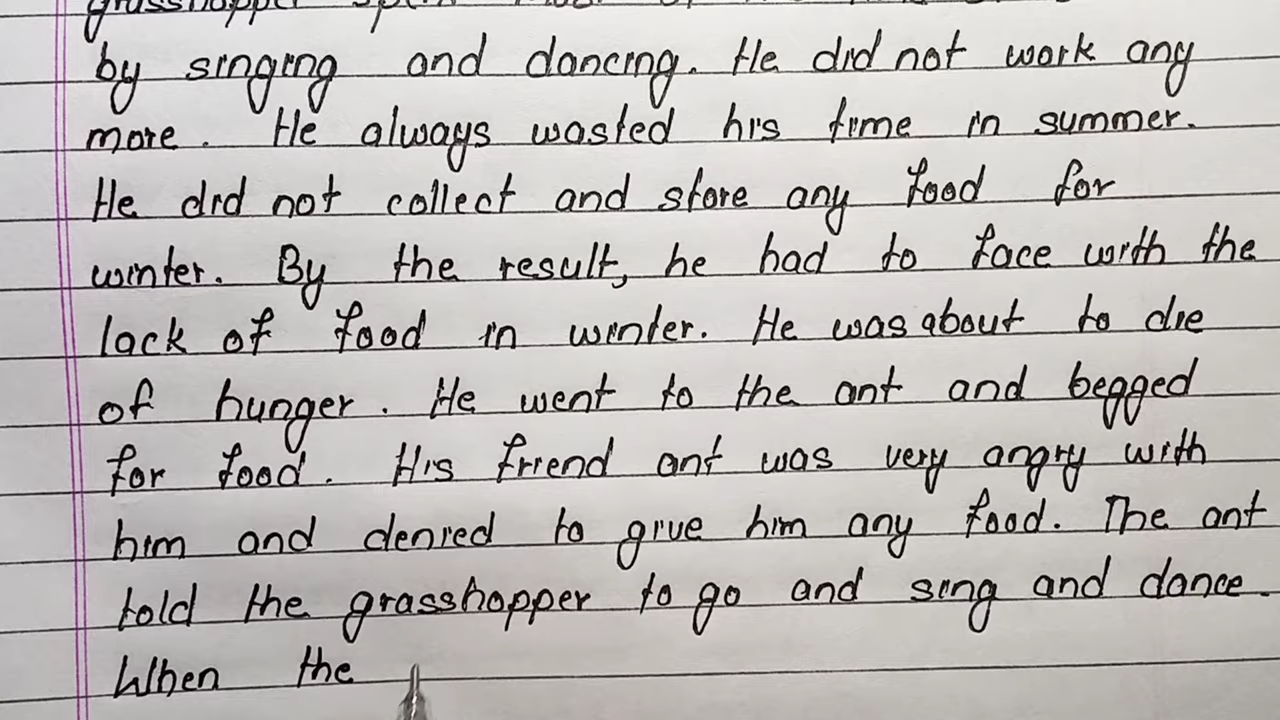 grasshopper spent most of
by singing and dancing. He did not work any
more. He always wasted his time in summer.
He did not collect and store any food for
winter. By the result, he had to face with the
lack of food in winter. He was about to die
of hunger. He went to the ant and begged
for food. His friend ant was very angry with
him and denied to give him any food. The ant
told the grasshopper to go and sing and dance.
When the